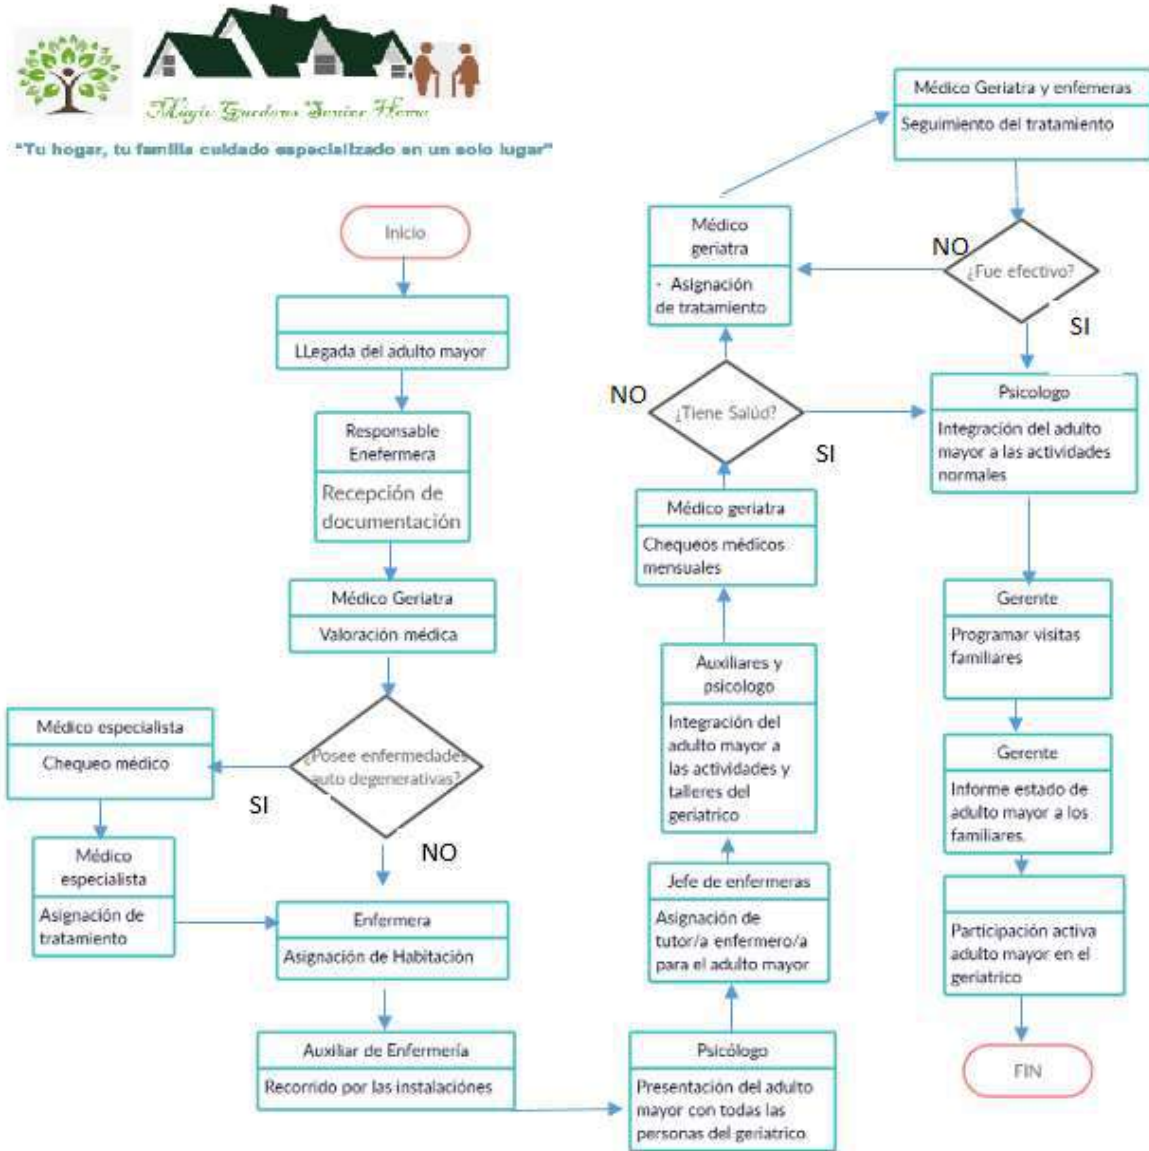 Magic Gardens Senior Home
"Tu hogar, tu familia cuidado especializado en un solo lugar"
Inicio
LLegada del adulto mayor
Responsable
Enefermera
Recepción de
documentación
Médico Geriatra
Valoración médica
¿Posee enfermedades
auto degenerativas?
SI
NO
Médico especialista
Chequeo médico
Médico
especialista
Asignación de
tratamiento
Enfermera
Asignación de Habitación
Auxiliar de Enfermería
Recorrido por las instalaciónes
Psicólogo
Presentación del adulto
mayor con todas las
personas del geriatrico
Jefe de enfermeras
Asignación de
tutor/a enfermero/a
para el adulto mayor
Auxiliares y
psicologo
Integración del
adulto mayor a
las actividades y
talleres del
geriatrico
Médico geriatra
Chequeos médicos
mensuales
¿Tiene Salúd?
NO
SI
Médico
geriatra
- Asignación
de tratamiento
Médico Geriatra y enfemeras
Seguimiento del tratamiento
¿Fue efectivo?
NO
SI
Psicologo
Integración del adulto
mayor a las actividades
normales
Gerente
Programar visitas
familiares
Gerente
Informe estado de
adulto mayor a los
familiares.
Participación activa
adulto mayor en el
geriatrico
FIN